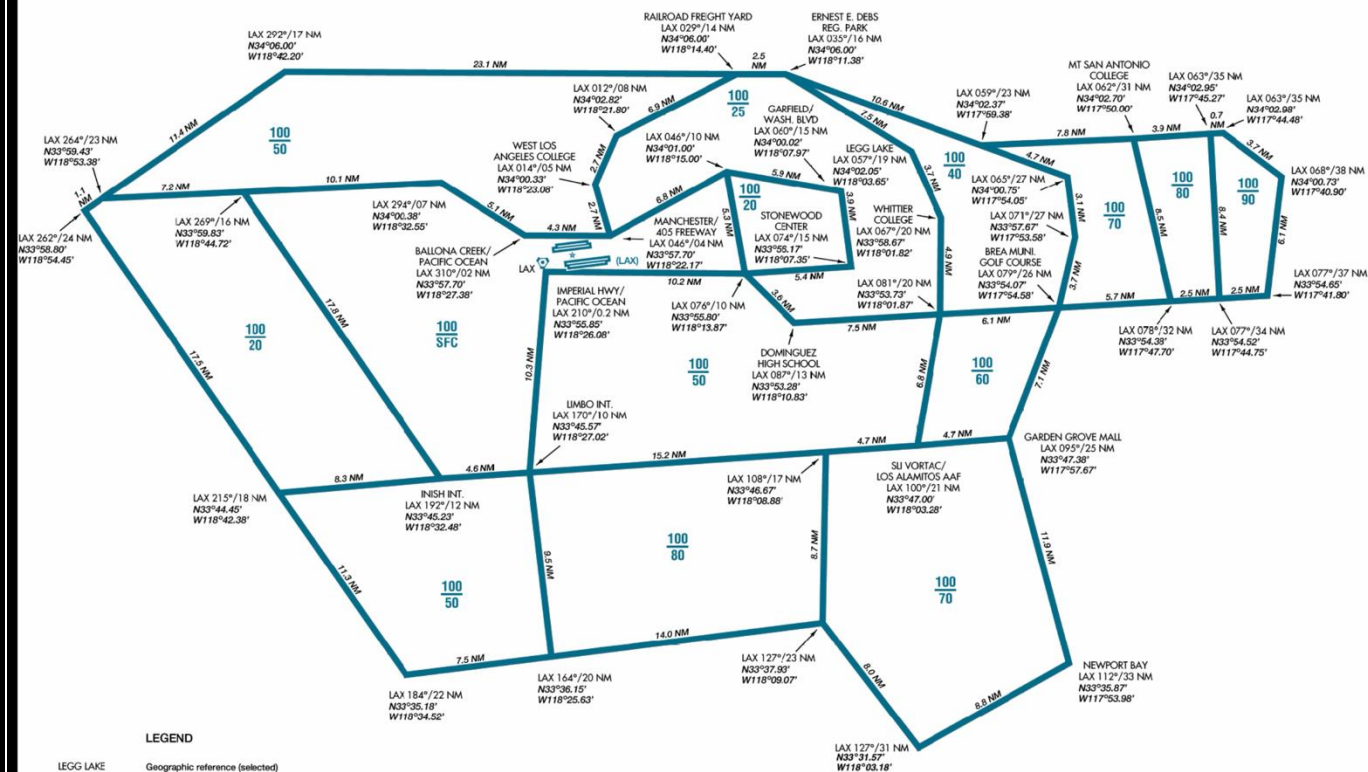 LAX 292°/17 NM
N34°06.00'
W118°42.20'
RAILROAD FREIGHT YARD
LAX 029°/14 NM
N34°06.00'
W118°14.40'
ERNEST E. DEBS
REG. PARK
LAX 035°/16 NM
N34°06.00'
W118°11.38'
2.5
NM
23.1 NM
MT SAN ANTONIO
COLLEGE
LAX 062°/31 NM
N34°02.70'
W117°50.00'
LAX 063°/35 NM
N34°02.95'
W117°45.27'
LAX 063°/35 NM
N34°02.98'
W117°44.48'
LAX 059°/23 NM
N34°02.37'
W117°59.38'
LAX 012°/08 NM
N34°02.82'
W118°21.80'
6.9 NM
100
25
GARFIELD/
WASH. BLVD
LAX 060°/15 NM
N34°00.02'
W118°07.97'
7.5 NM
10.6 NM
7.8 NM
3.9 NM
0.7
NM
3.7 NM
11.4 NM
100
50
LAX 264°/23 NM
N33°59.43'
W118°53.38'
WEST LOS
ANGELES COLLEGE
LAX 014°/05 NM
N34°00.33'
W118°23.08'
2.7 NM
LAX 046°/10 NM
N34°01.00'
W118°15.00'
LEGG LAKE
LAX 057°/19 NM
N34°02.05'
W118°03.65'
3.7 NM
100
40
4.7 NM
LAX 065°/27 NM
N34°00.75'
W117°54.05'
LAX 068°/38 NM
N34°00.73'
W117°40.90'
1.1
NM
7.2 NM
10.1 NM
LAX 269°/16 NM
N33°59.83'
W118°44.72'
LAX 294°/07 NM
N34°00.38'
W118°32.55'
5.1 NM
4.3 NM
2.7 NM
6.8 NM
5.9 NM
100
20
5.3 NM
3.9 NM
STONEWOOD
CENTER
LAX 074°/15 NM
N33°55.17'
W118°07.35'
WHITTIER
COLLEGE
LAX 067°/20 NM
N33°58.67'
W118°01.82'
4.9 NM
LAX 071°/27 NM
N33°57.67'
W117°53.58'
3.1 NM
100
70
8.5 NM
100
80
8.4 NM
100
90
6.1 NM
LAX 262°/24 NM
N33°58.80'
W118°54.45'
BALLONA CREEK/
PACIFIC OCEAN
LAX 310°/02 NM
N33°57.70'
W118°27.38'
LAX
(LAX)
MANCHESTER/
405 FREEWAY
LAX 046°/04 NM
N33°57.70'
W118°22.17'
BREA MUNI.
GOLF COURSE
LAX 079°/26 NM
N33°54.07'
W117°54.58'
3.7 NM
LAX 077°/37 NM
N33°54.65'
W117°41.80'
10.2 NM
5.4 NM
IMPERIAL HWY/
PACIFIC OCEAN
LAX 210°/0.2 NM
N33°55.85'
W118°26.08'
LAX 076°/10 NM
N33°55.80'
W118°13.87'
3.6 NM
LAX 081°/20 NM
N33°53.73'
W118°01.87'
7.5 NM
6.1 NM
5.7 NM
2.5 NM
2.5 NM
LAX 078°/32 NM
N33°54.38'
W117°47.70'
LAX 077°/34 NM
N33°54.52'
W117°44.75'
17.5 NM
100
20
17.8 NM
100
SFC
10.3 NM
DOMINGUEZ
HIGH SCHOOL
LAX 087°/13 NM
N33°53.28'
W118°10.83'
100
50
6.8 NM
100
60
7.1 NM
LIMBO INT.
LAX 170°/10 NM
N33°45.57'
W118°27.02'
LAX 215°/18 NM
N33°44.45'
W118°42.38'
8.3 NM
4.6 NM
15.2 NM
4.7 NM
4.7 NM
GARDEN GROVE MALL
LAX 095°/25 NM
N33°47.38'
W117°57.67'
INISH INT.
LAX 192°/12 NM
N33°45.23'
W118°32.48'
LAX 108°/17 NM
N33°46.67'
W118°08.88'
SLI VORTAC/
LOS ALAMITOS AAF
LAX 100°/21 NM
N33°47.00'
W118°03.28'
11.3 NM
100
50
9.5 NM
100
80
8.7 NM
100
70
11.9 NM
7.5 NM
14.0 NM
LAX 184°/22 NM
N33°35.18'
W118°34.52'
LAX 164°/20 NM
N33°36.15'
W118°25.63'
LAX 127°/23 NM
N33°37.93'
W118°09.07'
8.0 NM
8.8 NM
NEWPORT BAY
LAX 112°/33 NM
N33°35.87'
W117°53.98'
LAX 127°/31 NM
N33°31.57'
W118°03.18'
LEGEND
LEGG LAKE Geographic reference (selected)